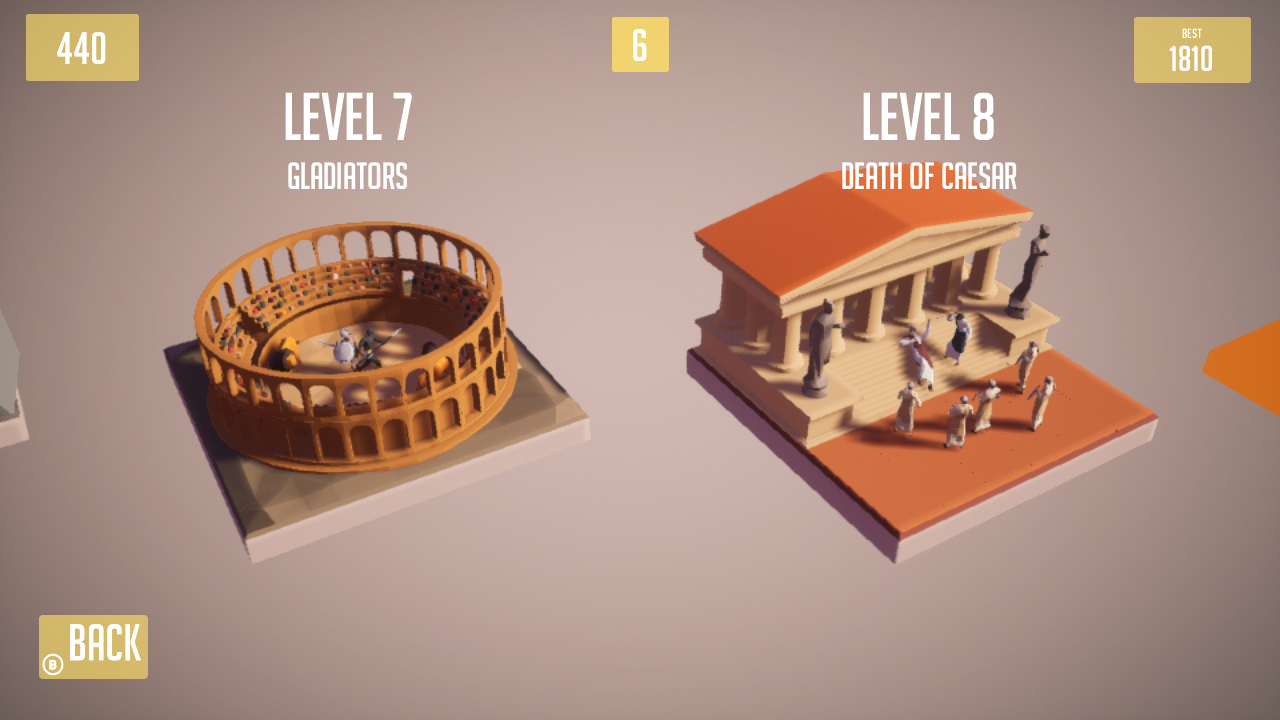 440
6
BEST
1810
LEVEL 7
GLADIATORS
LEVEL 8
DEATH OF CAESAR
BACK
B